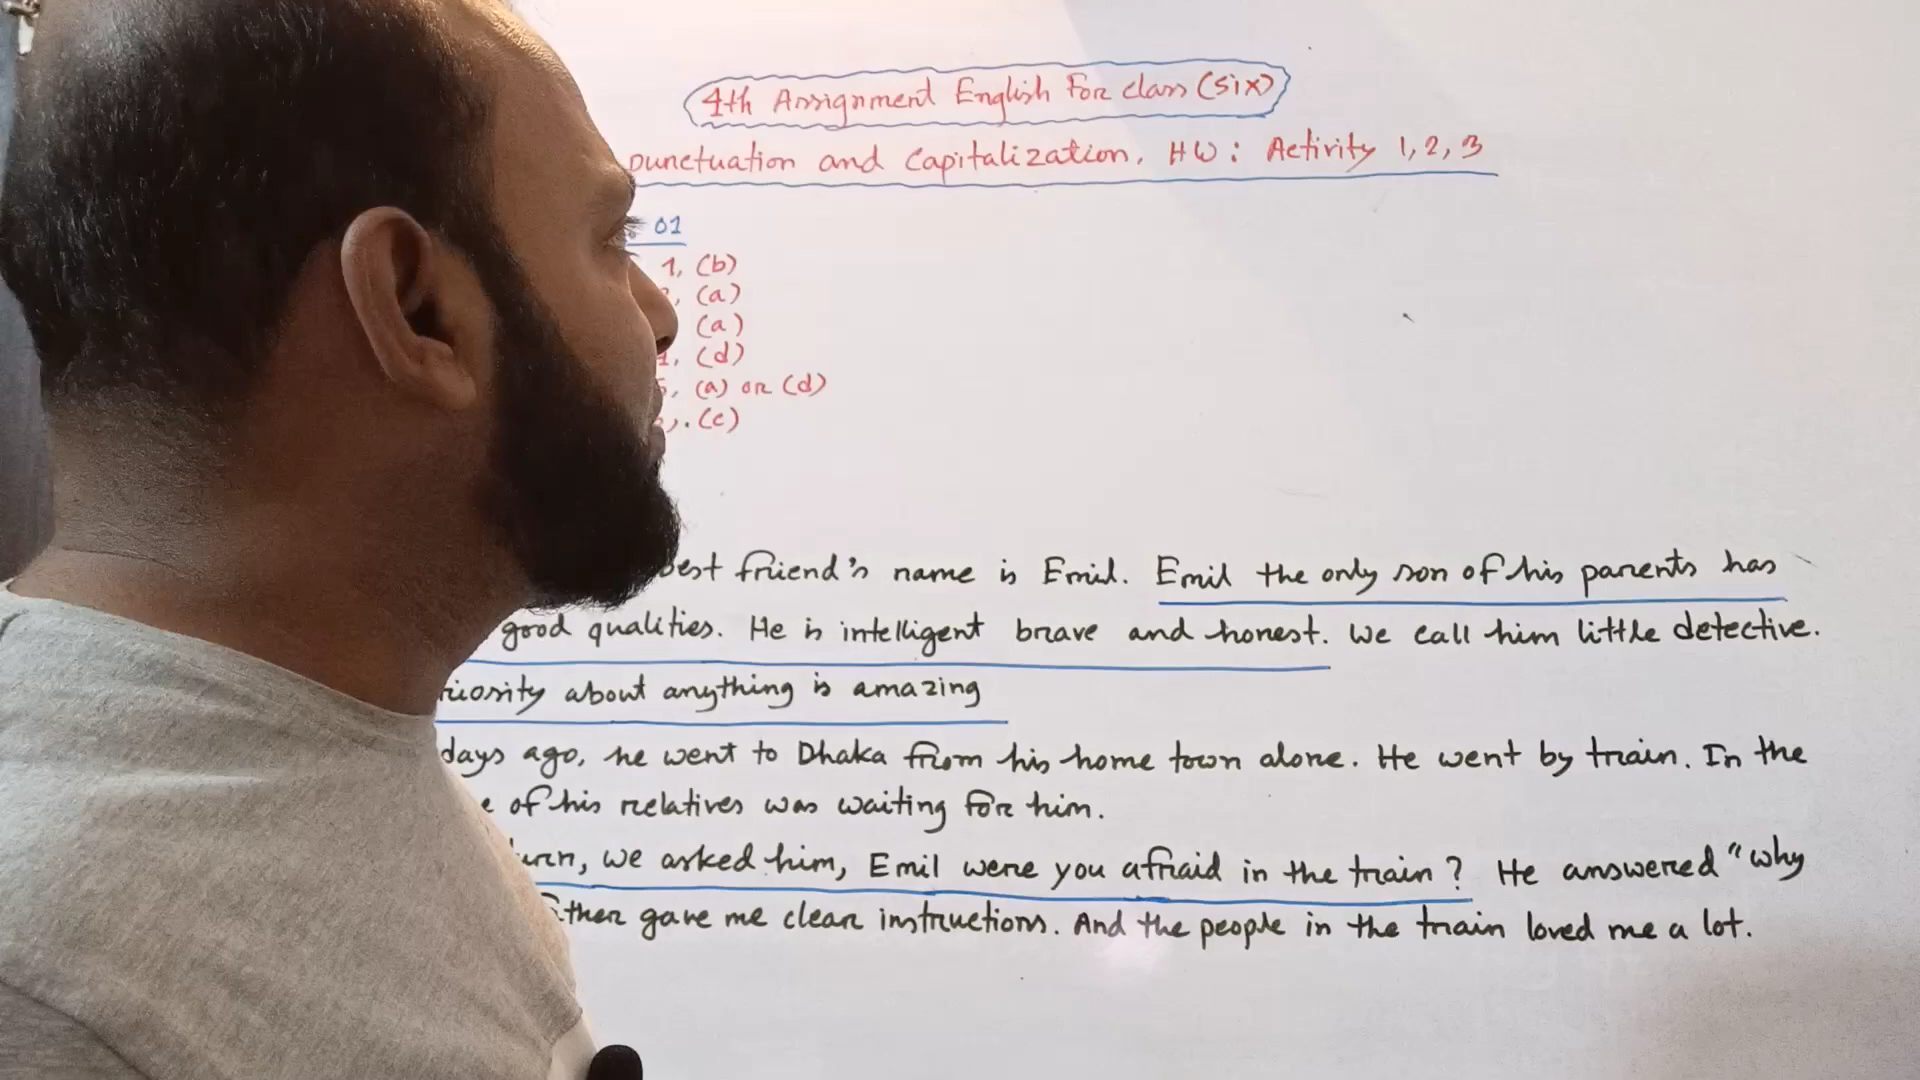 4th Assignment English For class (six)
punctuation and Capitalization. HW: Activity 1, 2, 3
01
1, (b)
, (a)
(a)
, (d)
, (a) or (d)
, (c)
best friend's name is Emil. Emil the only son of his parents has
good qualities. He is intelligent brave and honest. We call him little detective.
about anything is amazing
days ago, he went to Dhaka from his home town alone. He went by train. In the
of his relatives was waiting for him.
we asked him, Emil were you afraid in the train? He answered "why
gave me clear instructions. And the people in the train loved me a lot.